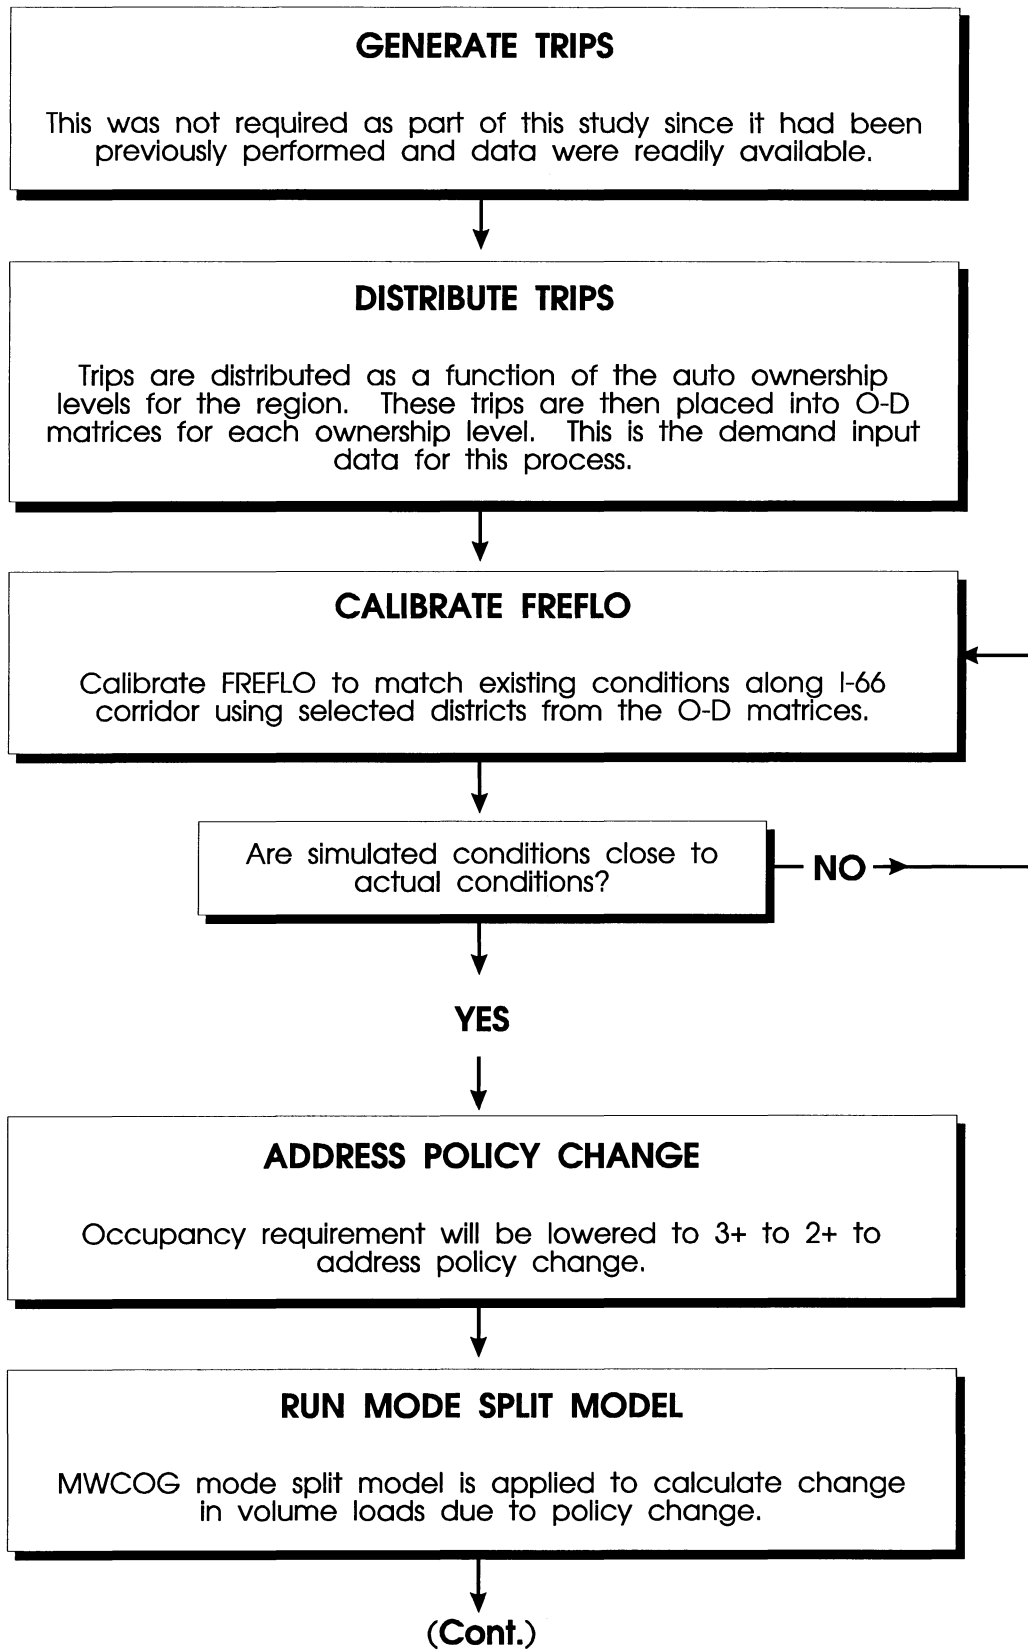 GENERATE TRIPS
This was not required as part of this study since it had been
previously performed and data were readily available.
DISTRIBUTE TRIPS
Trips are distributed as a function of the auto ownership
levels for the region. These trips are then placed into O-D
matrices for each ownership level. This is the demand input
data for this process.
CALIBRATE FREFLO
Calibrate FREFLO to match existing conditions along I-66
corridor using selected districts from the O-D matrices.
Are simulated conditions close to
actual conditions?
NO
YES
ADDRESS POLICY CHANGE
Occupancy requirement will be lowered to 3+ to 2+ to
address policy change.
RUN MODE SPLIT MODEL
MWCOG mode split model is applied to calculate change
in volume loads due to policy change.
(Cont.)